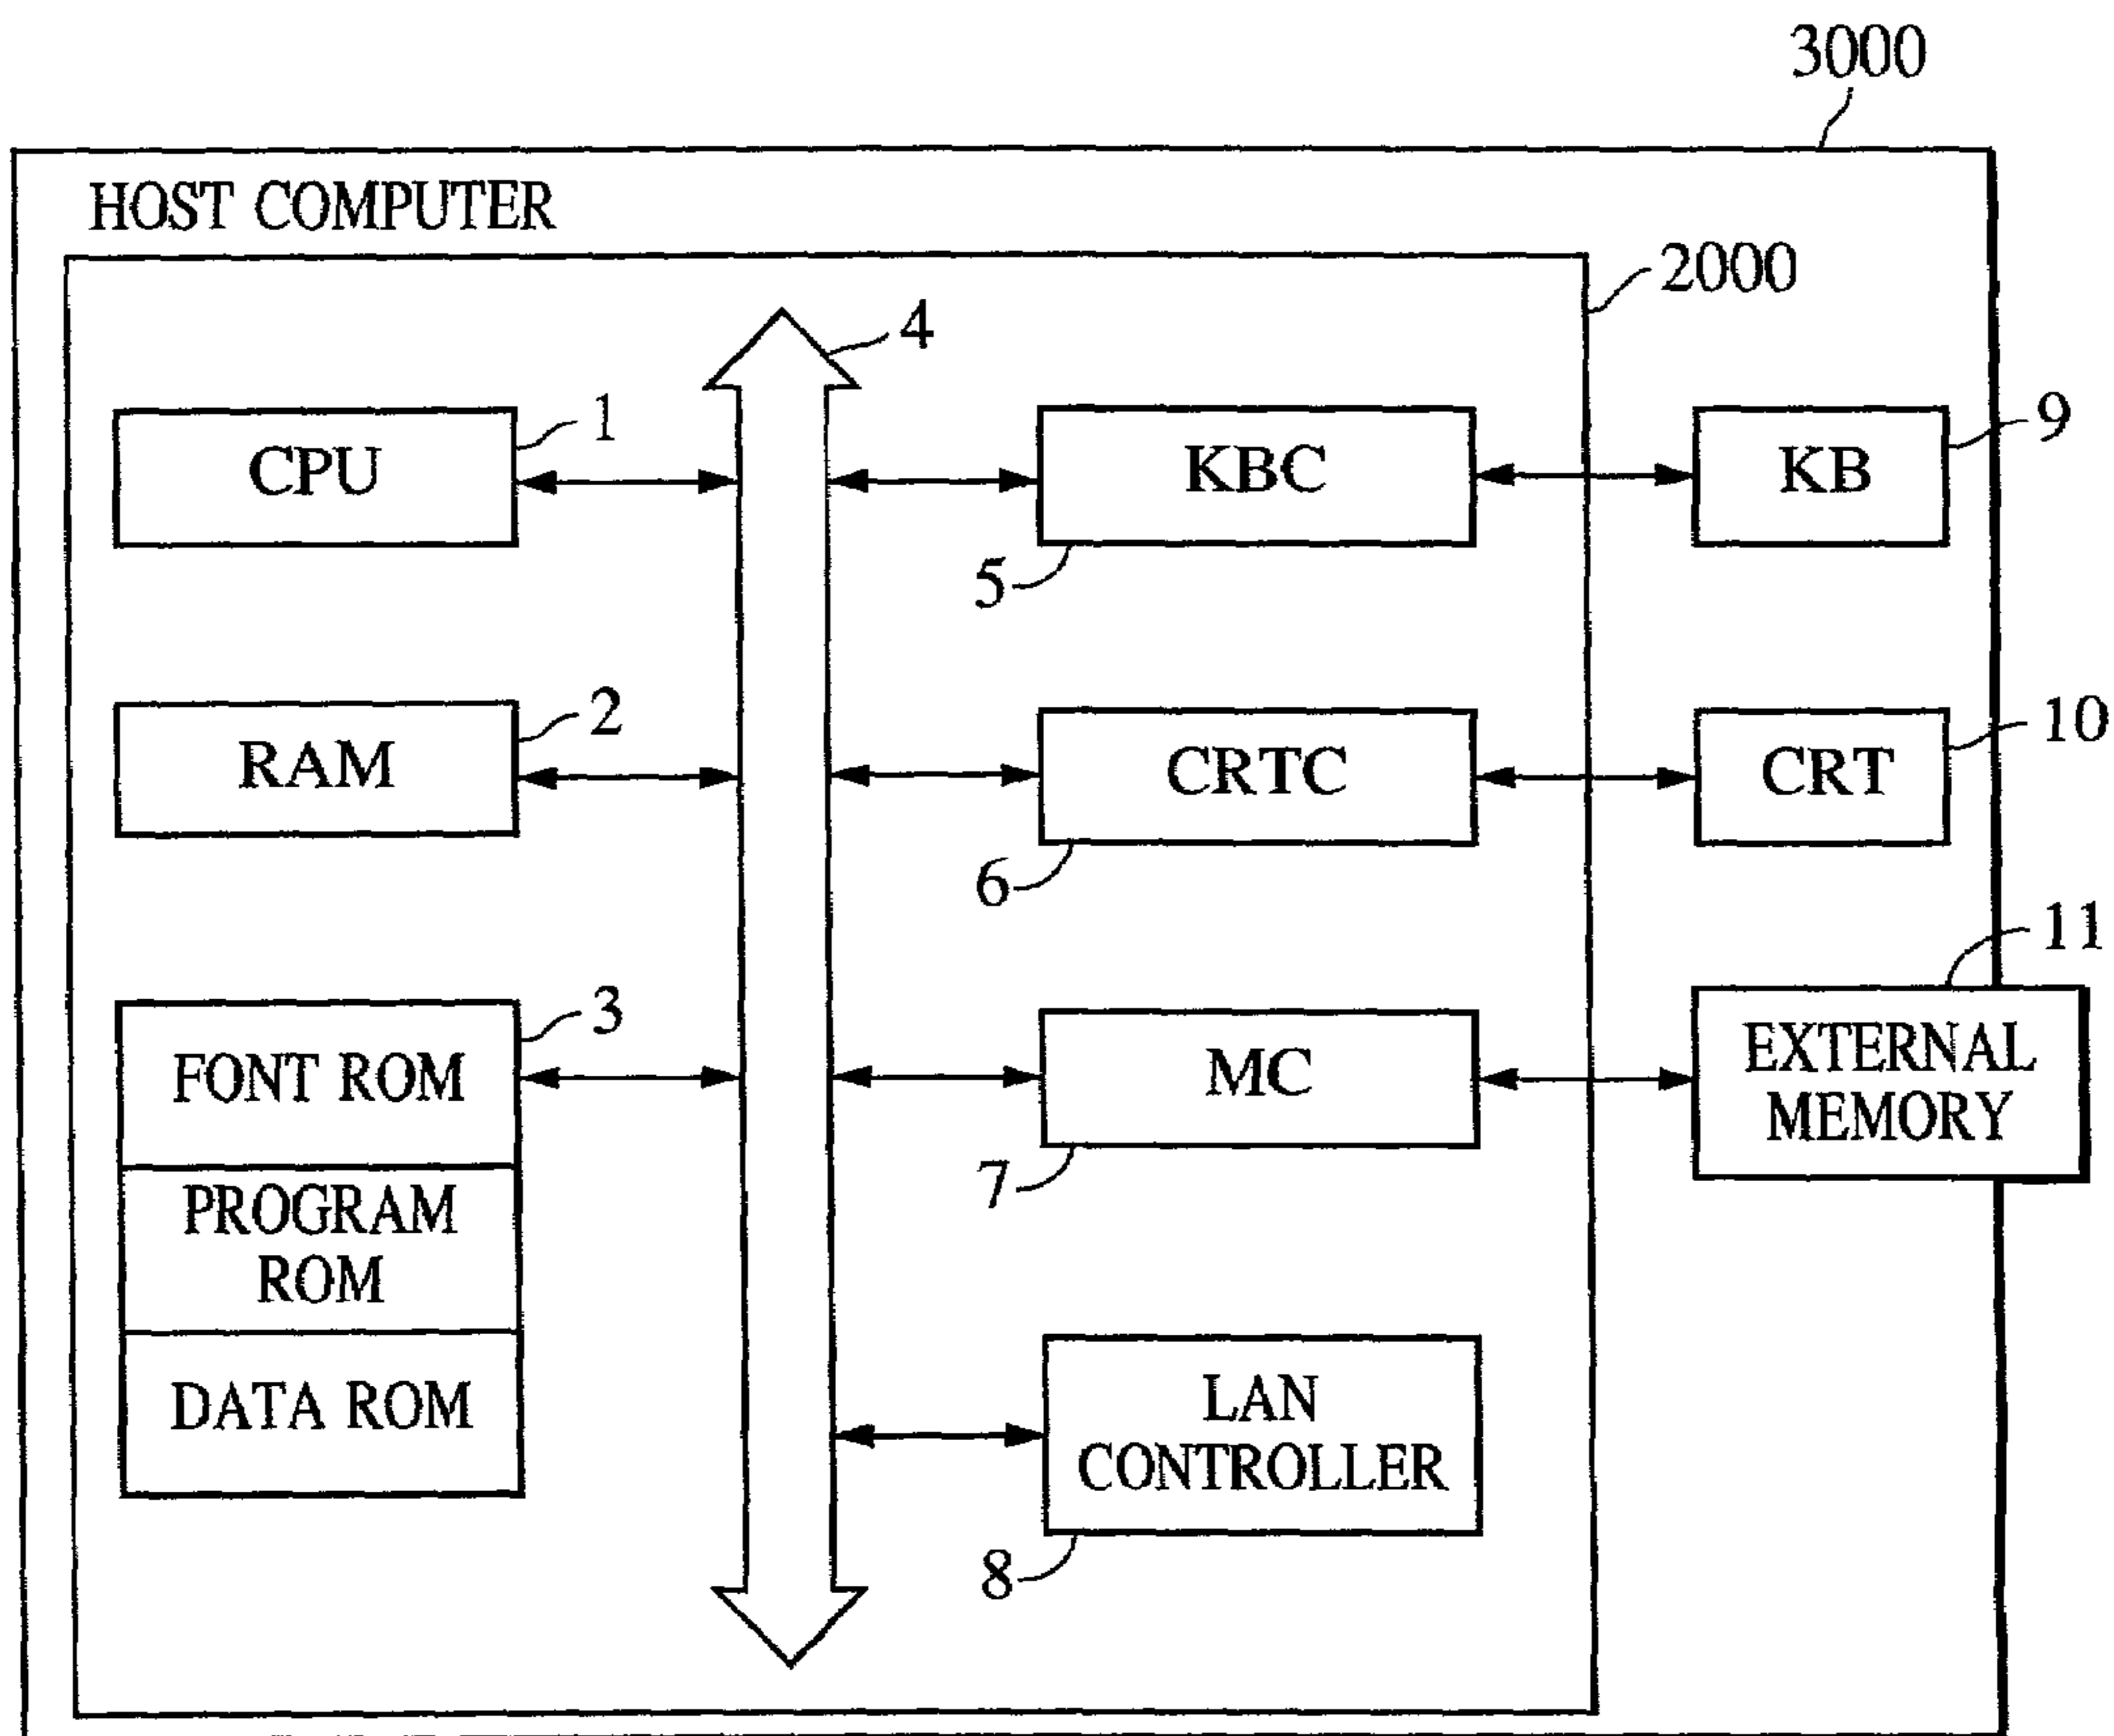 3000
HOST COMPUTER
2000
4
CPU
1
KBC
5
KB
9
RAM
2
CRTC
6
CRT
10
FONT ROM
3
PROGRAM
ROM
DATA ROM
MC
7
EXTERNAL
MEMORY
11
LAN
CONTROLLER
8